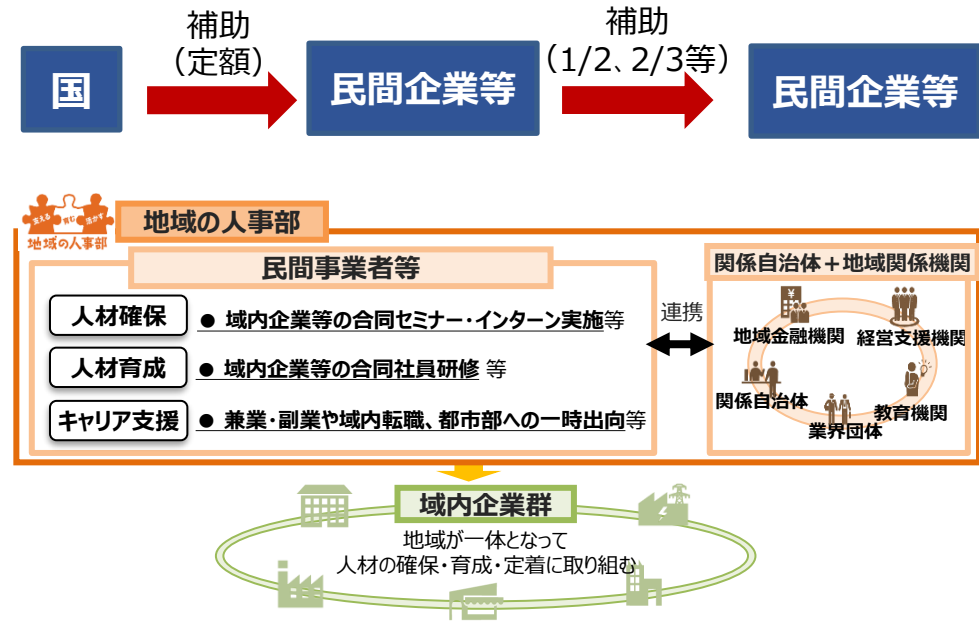 補助
（定額）
補助
（1/2、2/3等）
国
民間企業等
民間企業等
支える
育む
活かす
地域の人事部
地域の人事部
民間事業者等
関係自治体＋地域関係機関
人材確保
● 域内企業等の合同セミナー・インターン実施等
人材育成
● 域内企業等の合同社員研修 等
キャリア支援
● 兼業・副業や域内転職、都市部への一時出向等
連携
¥
地域金融機関
経営支援機関
関係自治体
教育機関
業界団体
域内企業群
地域が一体となって
人材の確保・育成・定着に取り組む